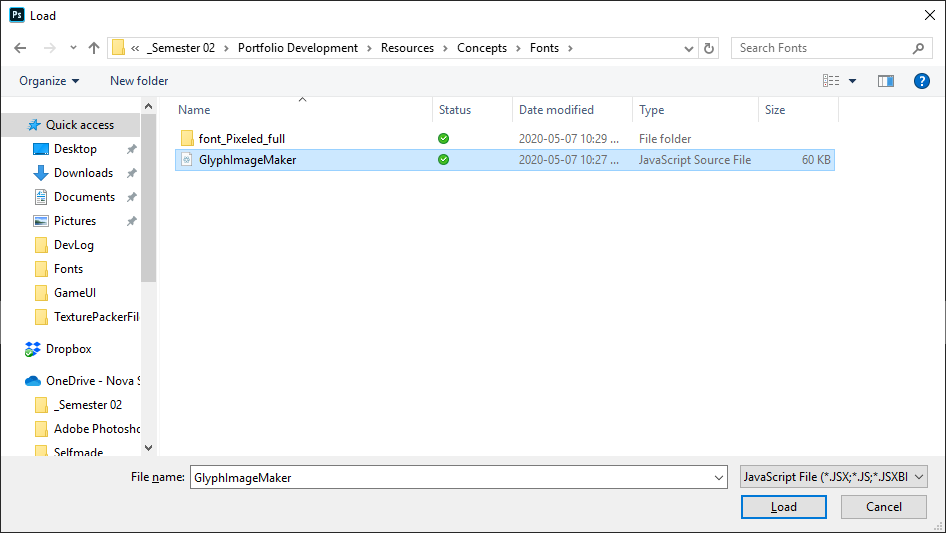 Ps Load
« _Semester 02 > Portfolio Development > Resources > Concepts > Fonts >
Search Fonts
Organize New folder
?
Name Status Date modified Type Size
Quick access
Desktop
Downloads
Documents
Pictures
DevLog
Fonts
GameUI
TexturePackerFil
Dropbox
OneDrive - Nova S
_Semester 02
Adobe Photosho
Selfmade
font_Pixeled_full 2020-05-07 10:29 ... File folder
GlyphImageMaker 2020-05-07 10:27 ... JavaScript Source File 60 KB
File name: GlyphImageMaker JavaScript File (*.JSX;*.JS;*.JSXBI
Load Cancel